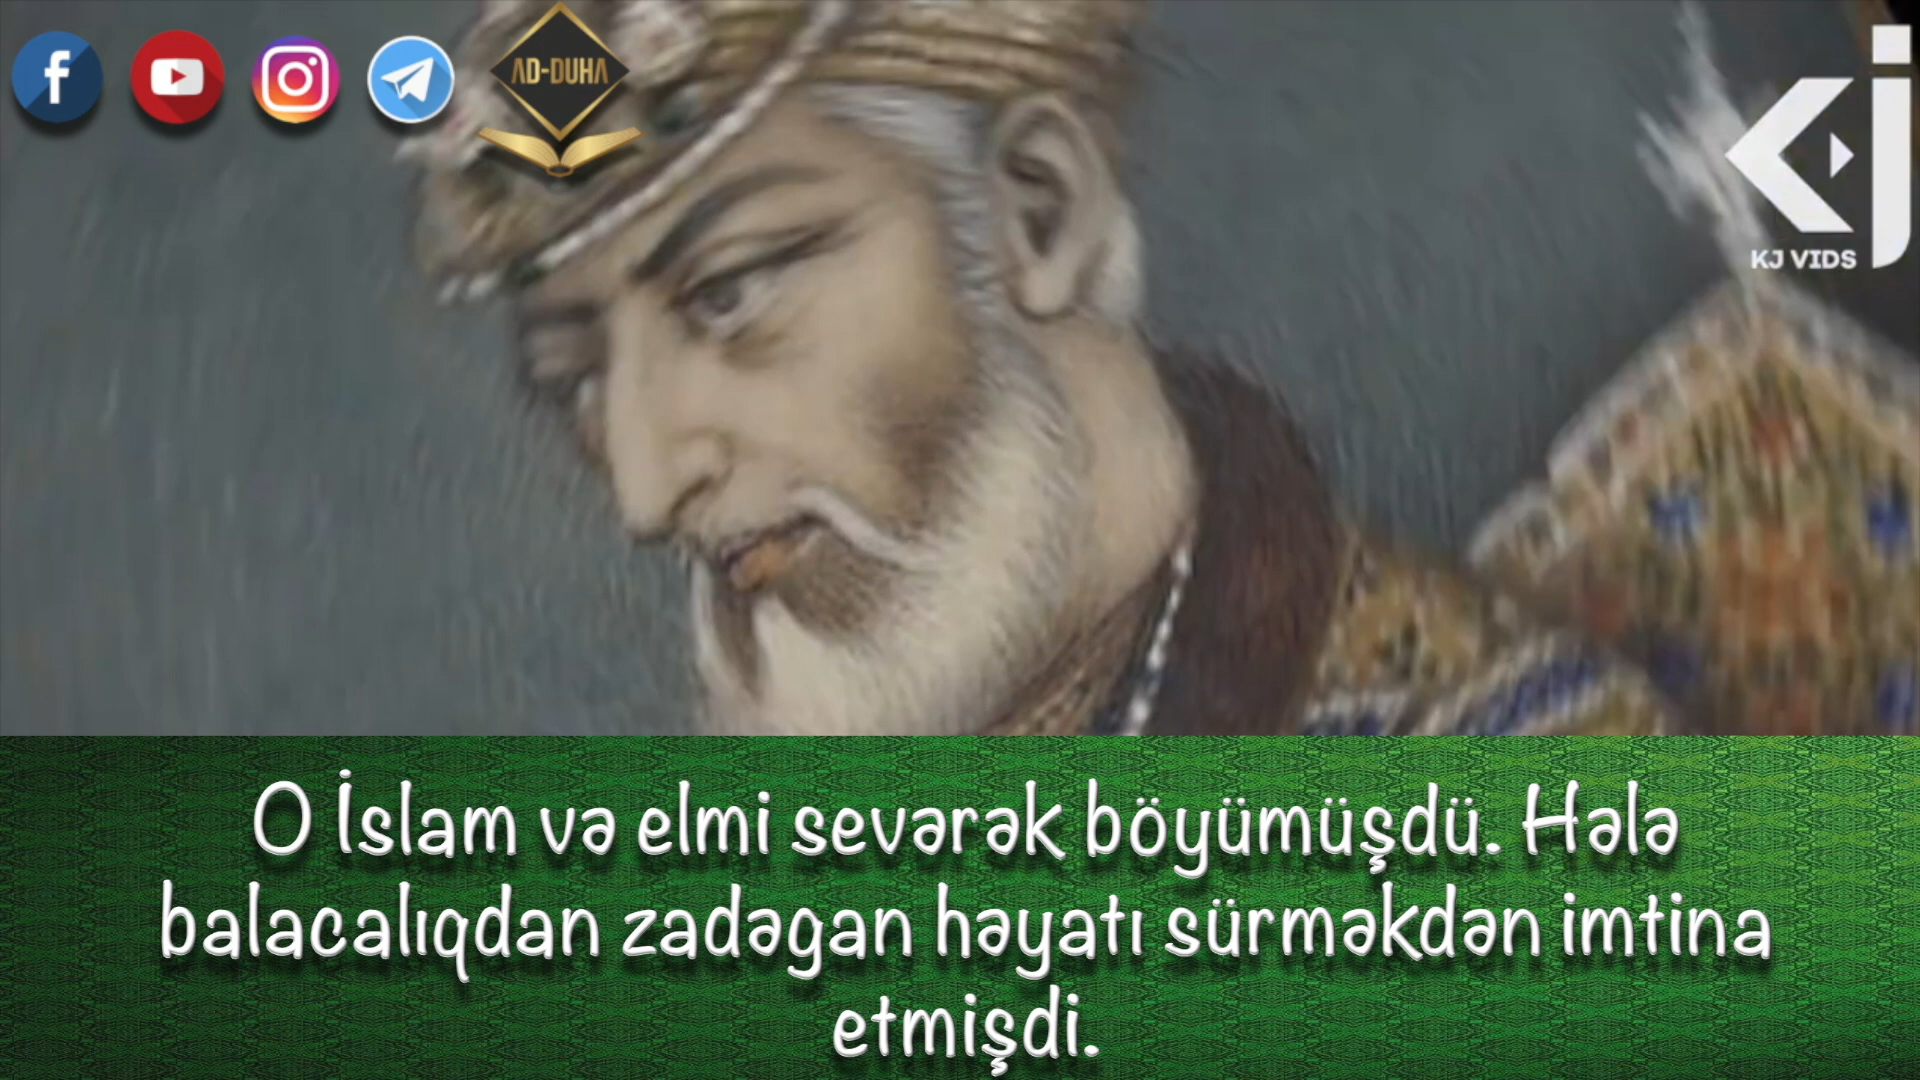 AD-DUHA
KJ VIDS
O İslam və elmi sevərək böyümüşdü. Hələ
balacalıqdan zadəgan həyatı sürməkdən imtina
etmişdi.